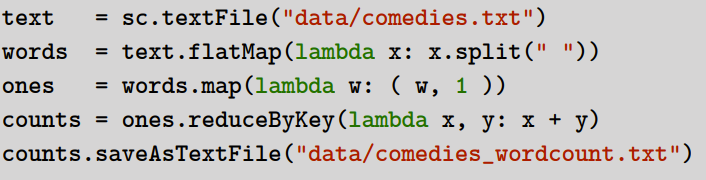 text   = sc.textFile("data/comedies.txt")
words  = text.flatMap(lambda x: x.split(" "))
ones   = words.map(lambda w: ( w, 1 ))
counts = ones.reduceByKey(lambda x, y: x + y)
counts.saveAsTextFile("data/comedies_wordcount.txt")